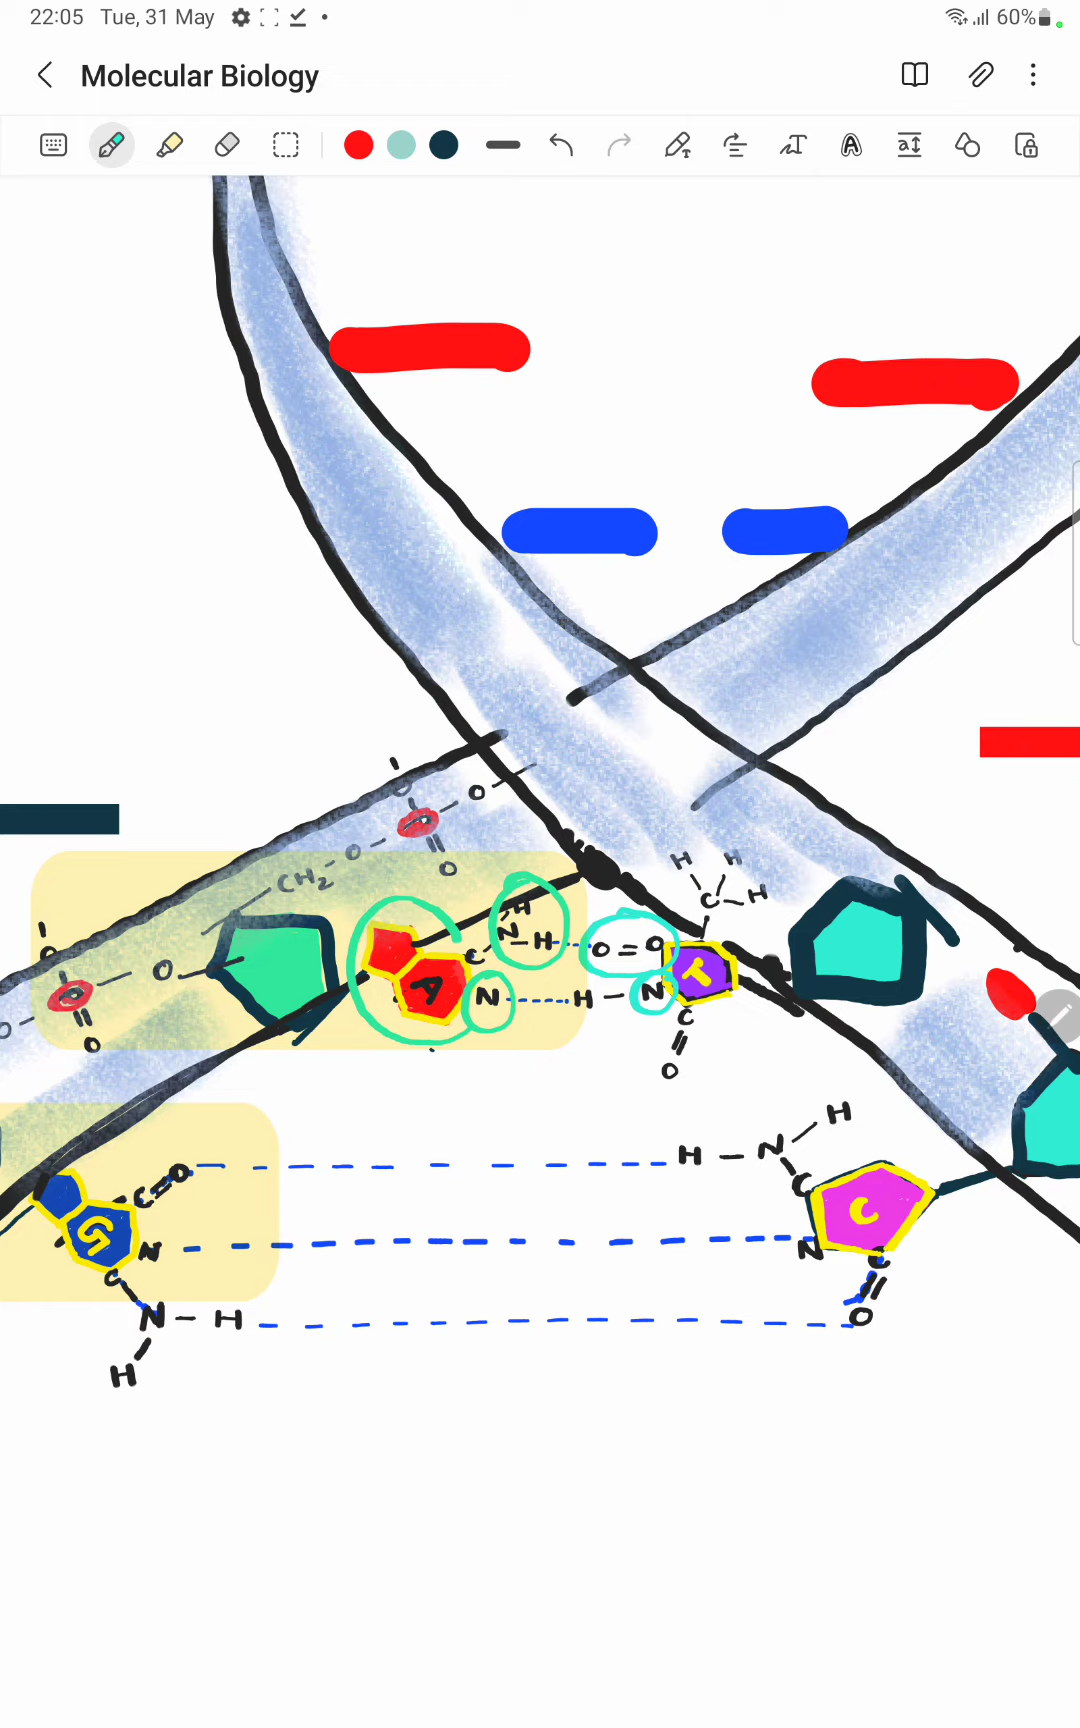 22:05 Tue, 31 May 60%
Molecular Biology
H H
C H
O
O
CH2 O P
O
O
P O
O
O
H
N H O = O
C
A N H - N T
C
O
H
H - N
C
C
N
C
O
C = O
G N
C
N - H
H